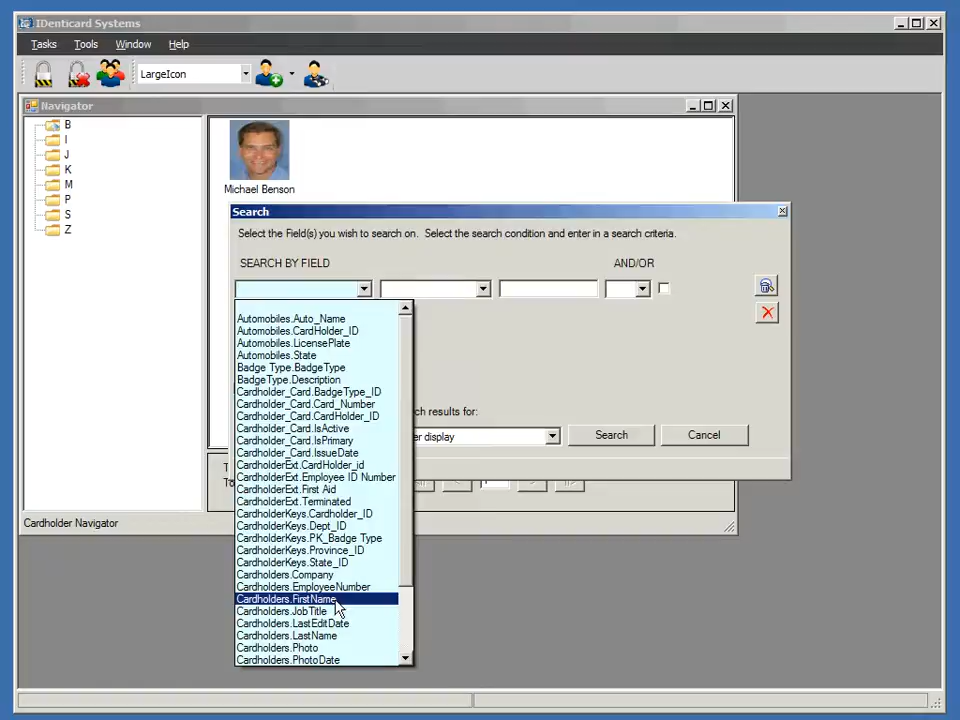 IDenticard Systems
Tasks Tools Window Help
LargeIcon
Navigator
B
I
J
K
M
P
S
Z
Michael Benson
Search
Select the Field(s) you wish to search on. Select the search condition and enter in a search criteria.
SEARCH BY FIELD AND/OR
Automobiles.Auto_Name
Automobiles.CardHolder_ID
Automobiles.LicensePlate
Automobiles.State
Badge Type.BadgeType
BadgeType.Description
Cardholder_Card.BadgeType_ID
Cardholder_Card.Card_Number
Cardholder_Card.CardHolder_ID
Cardholder_Card.IsActive
Cardholder_Card.IsPrimary
Cardholder_Card.IssueDate
CardholderExt.CardHolder_id
CardholderExt.Employee ID Number
CardholderExt.First Aid
CardholderExt.Terminated
CardholderKeys.Cardholder_ID
CardholderKeys.Dept_ID
CardholderKeys.PK_Badge Type
CardholderKeys.Province_ID
CardholderKeys.State_ID
Cardholders.Company
Cardholders.EmployeeNumber
Cardholders.FirstName
Cardholders.JobTitle
Cardholders.LastEditDate
Cardholders.LastName
Cardholders.Photo
Cardholders.PhotoDate
ch results for:
er display Search Cancel
T
To
Cardholder Navigator